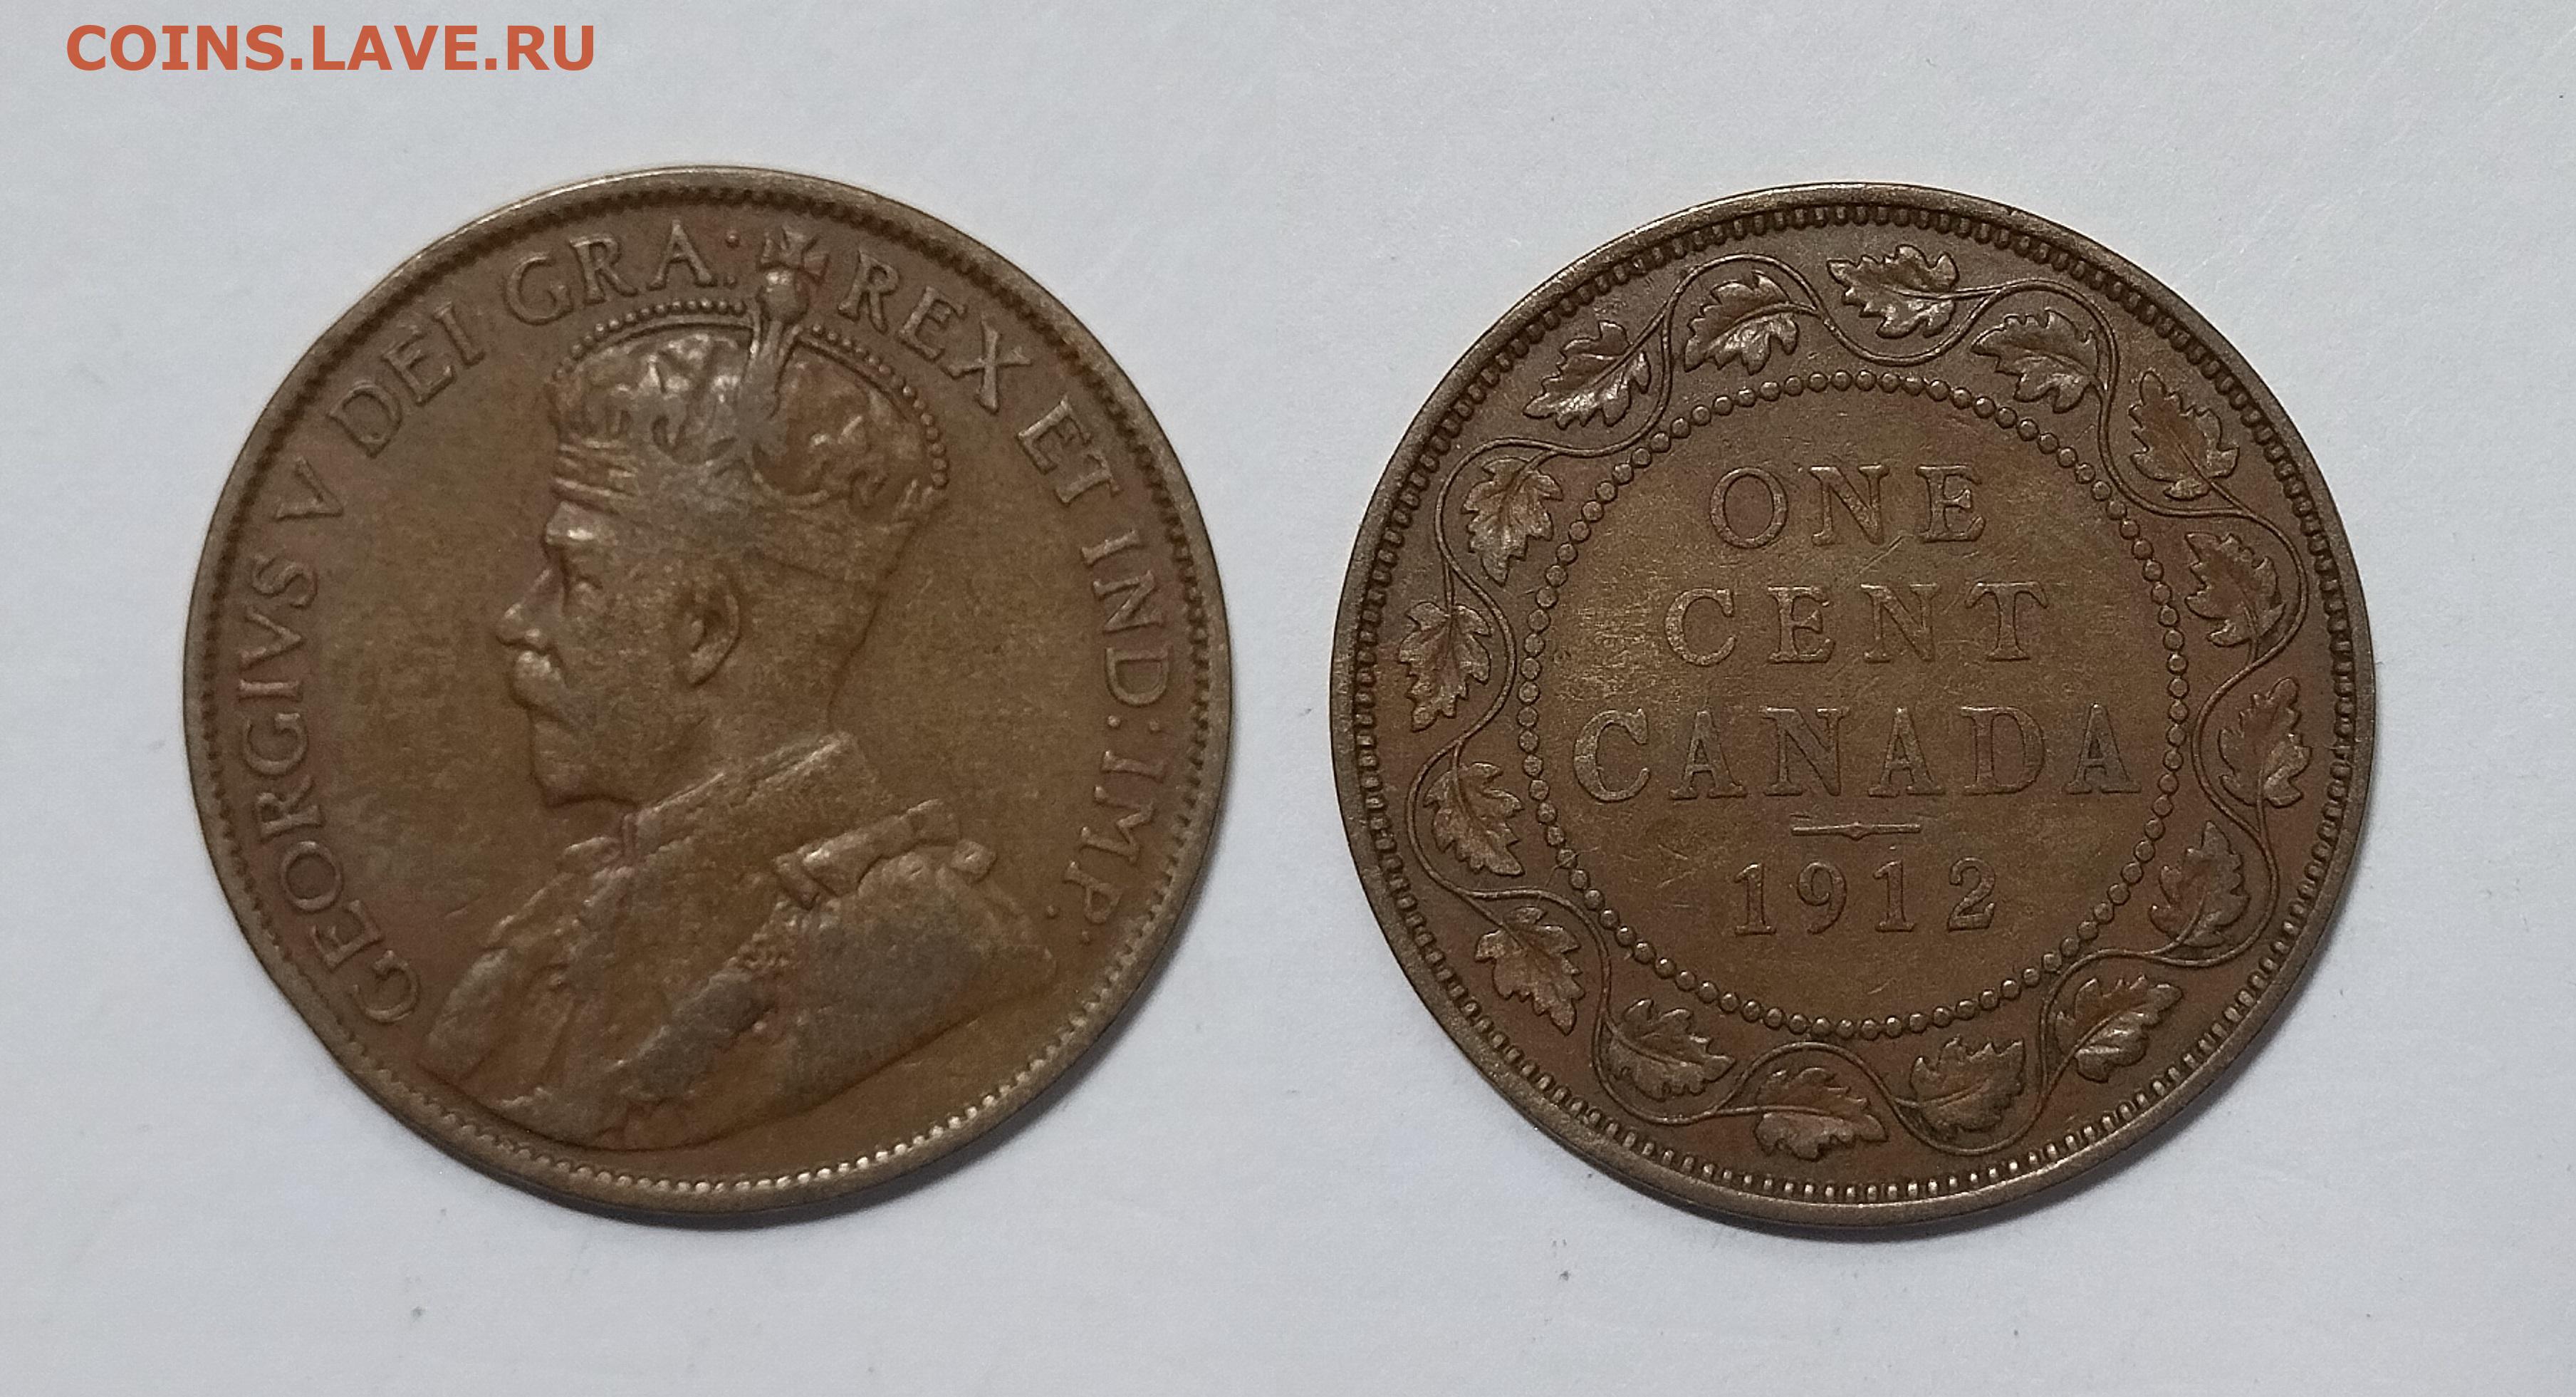 COINS.LAVE.RU
GEORGIVS V DEI GRA: REX ET IND: IMP:
ONE
CENT
CANADA
1912